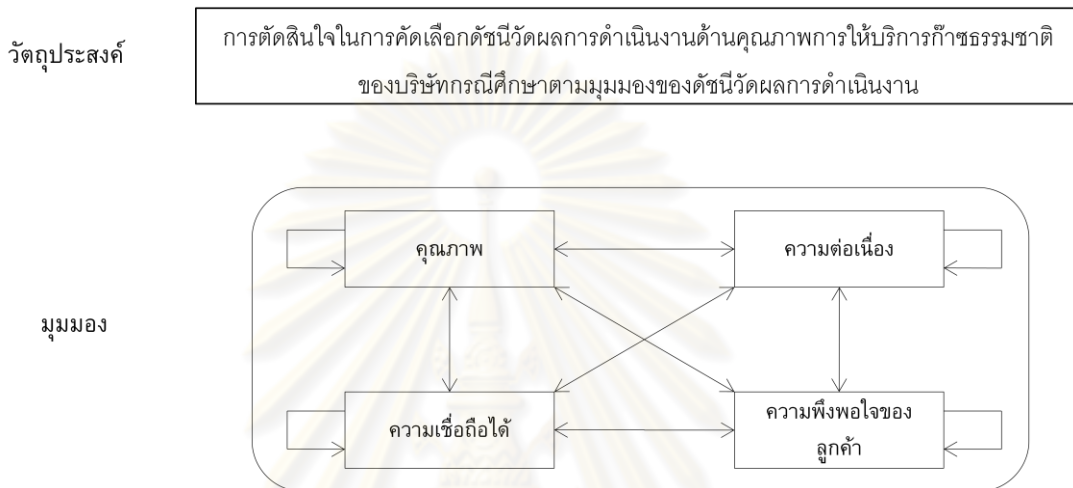 วัตถุประสงค์
การตัดสินใจในการคัดเลือกดัชนีวัดผลการดำเนินงานด้านคุณภาพการให้บริการก๊าซธรรมชาติ
ของบริษัทกรณีศึกษาตามมุมมองของดัชนีวัดผลการดำเนินงาน
มุมมอง
คุณภาพ
ความต่อเนื่อง
ความเชื่อถือได้
ความพึงพอใจของ
ลูกค้า